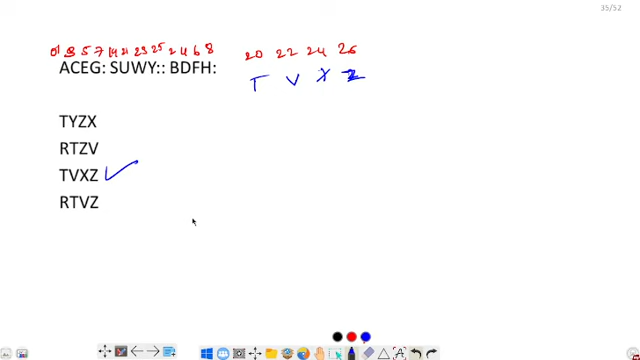 35/52
01 3 5 7 19 21 23 25 2 4 6 8 20 22 24 26
ACEG: SUWY:: BDFH: T V X Z
TYZX
RTZV
TVXZ
RTVZ